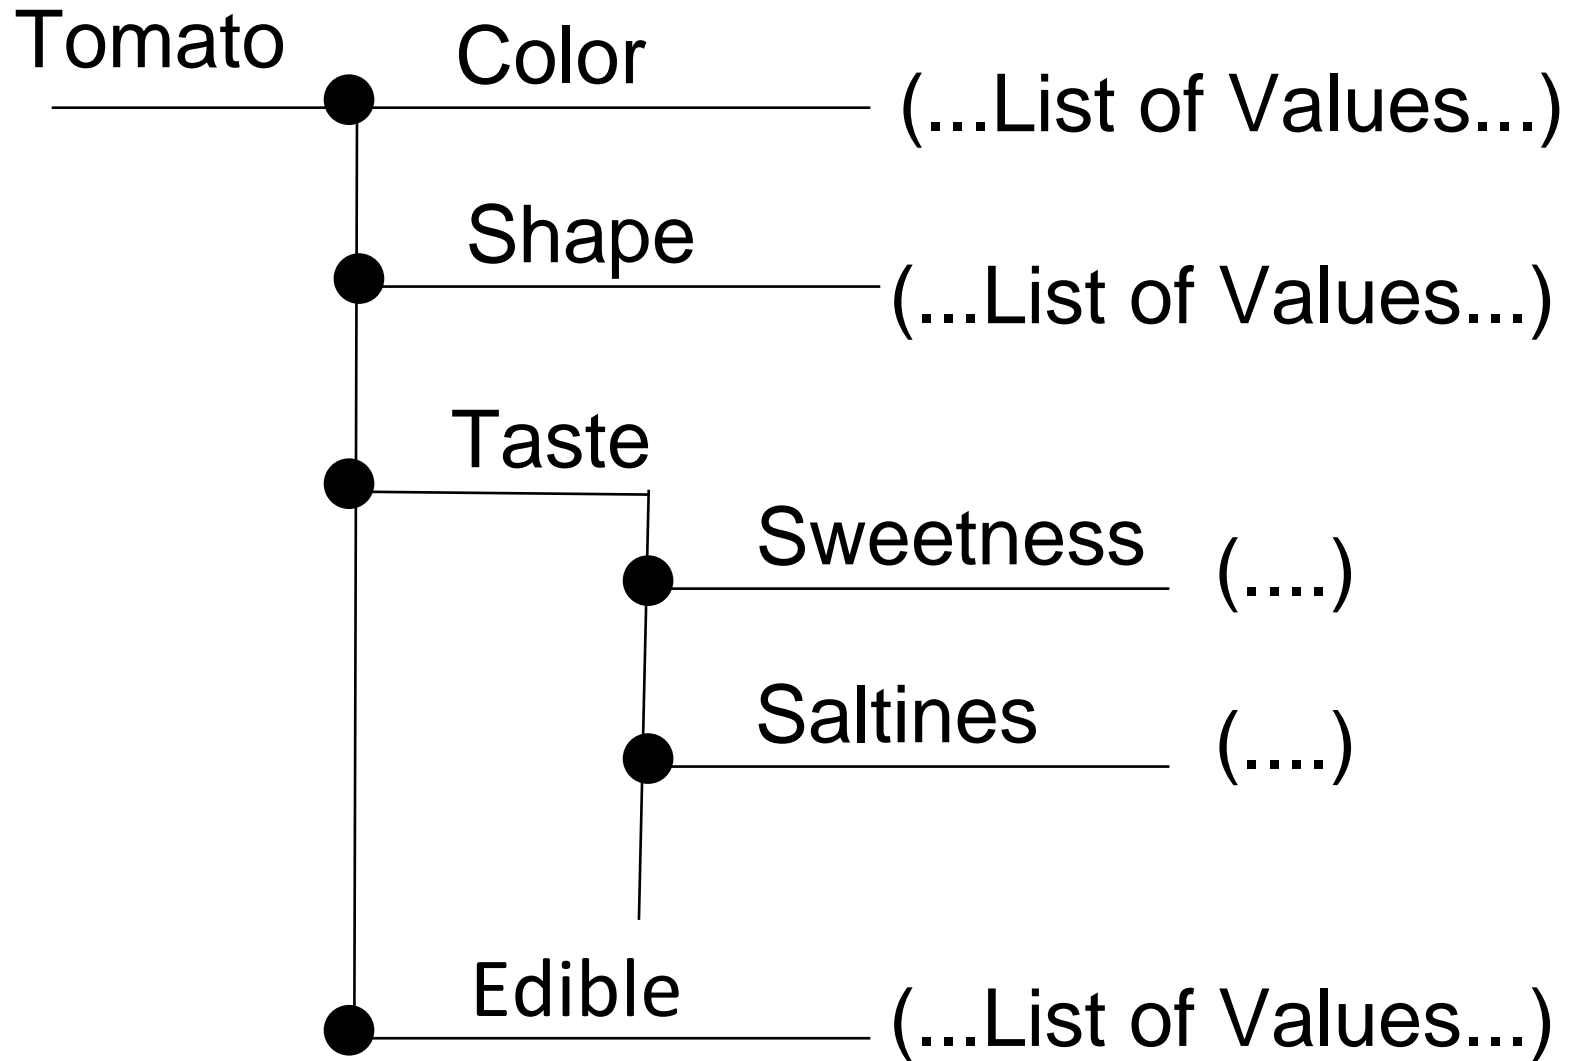 Tomato
Color
(...List of Values...)
Shape
(...List of Values...)
Taste
Sweetness (....)
Saltines (....)
Edible
(...List of Values...)